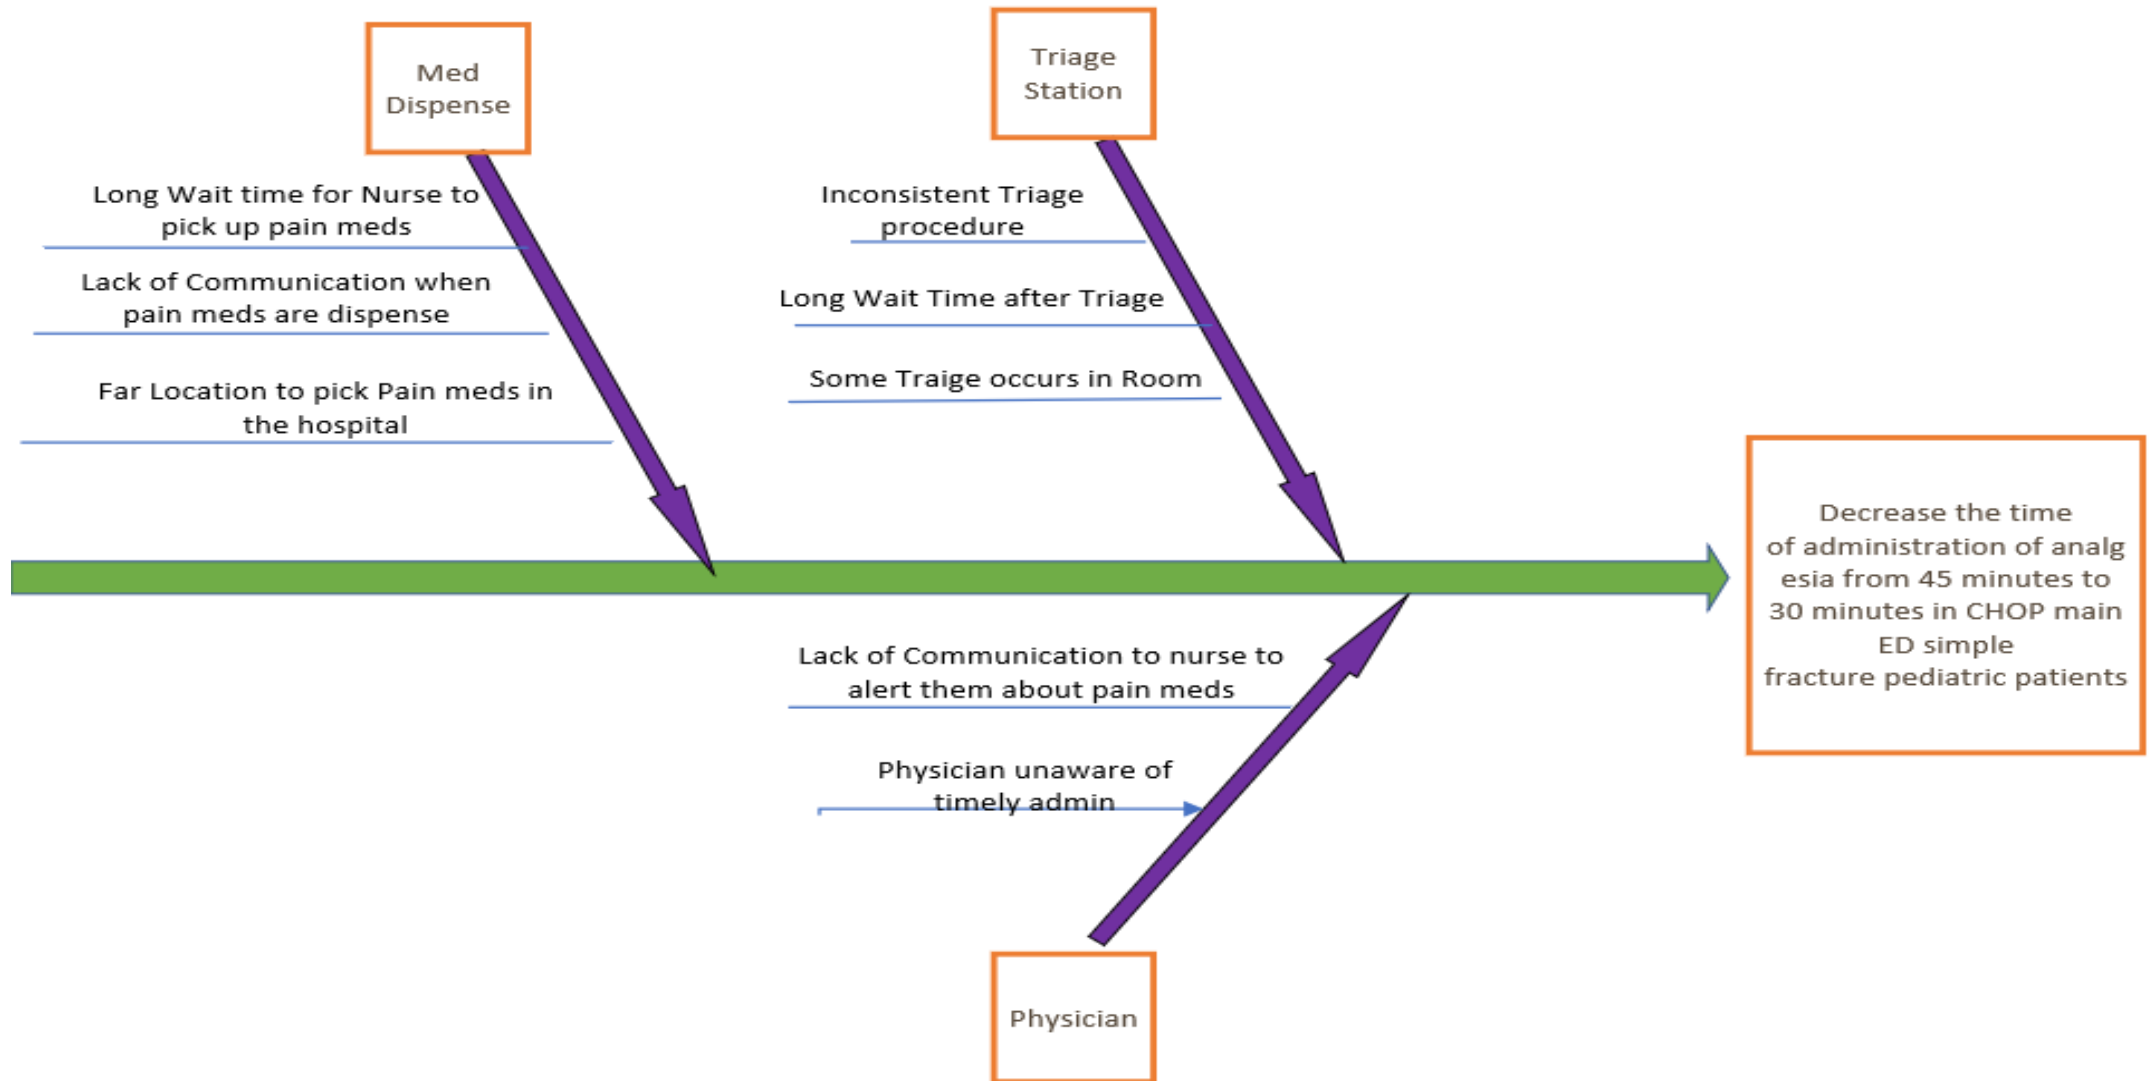 Med
Dispense
Long Wait time for Nurse to
pick up pain meds
Lack of Communication when
pain meds are dispense
Far Location to pick Pain meds in
the hospital
Triage
Station
Inconsistent Triage
procedure
Long Wait Time after Triage
Some Traige occurs in Room
Lack of Communication to nurse to
alert them about pain meds
Physician unaware of
timely admin
Physician
Decrease the time
of administration of analg
esia from 45 minutes to
30 minutes in CHOP main
ED simple
fracture pediatric patients